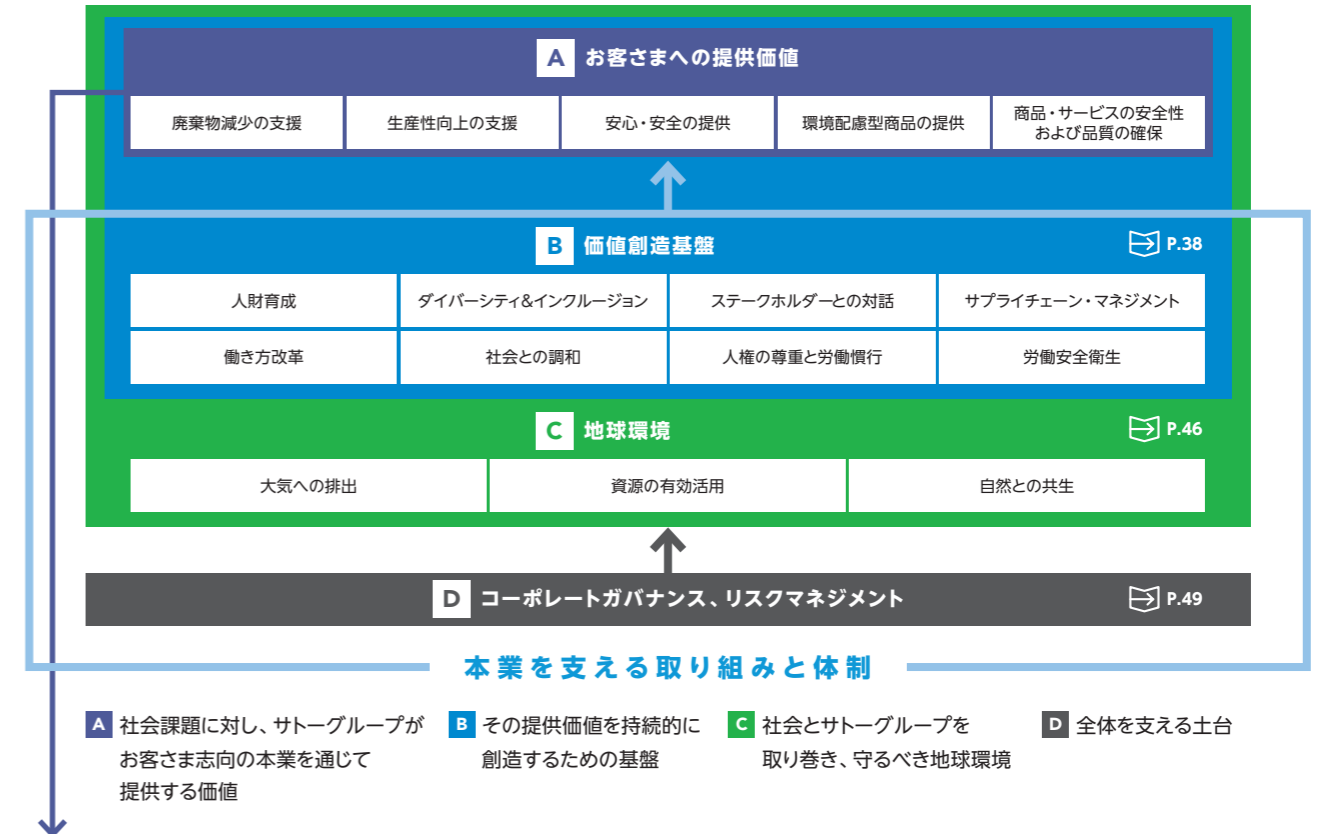 A お客さまへの提供価値
廃棄物減少の支援
生産性向上の支援
安心・安全の提供
環境配慮型商品の提供
商品・サービスの安全性
および品質の確保
B 価値創造基盤
P.38
人財育成
ダイバーシティ&インクルージョン
ステークホルダーとの対話
サプライチェーン・マネジメント
働き方改革
社会との調和
人権の尊重と労働慣行
労働安全衛生
C 地球環境
P.46
大気への排出
資源の有効活用
自然との共生
D コーポレートガバナンス、リスクマネジメント
P.49
本業を支える取り組みと体制
A 社会課題に対し、サトーグループが
お客さま志向の本業を通じて
提供する価値
B その提供価値を持続的に
創造するための基盤
C 社会とサトーグループを
取り巻き、守るべき地球環境
D 全体を支える土台